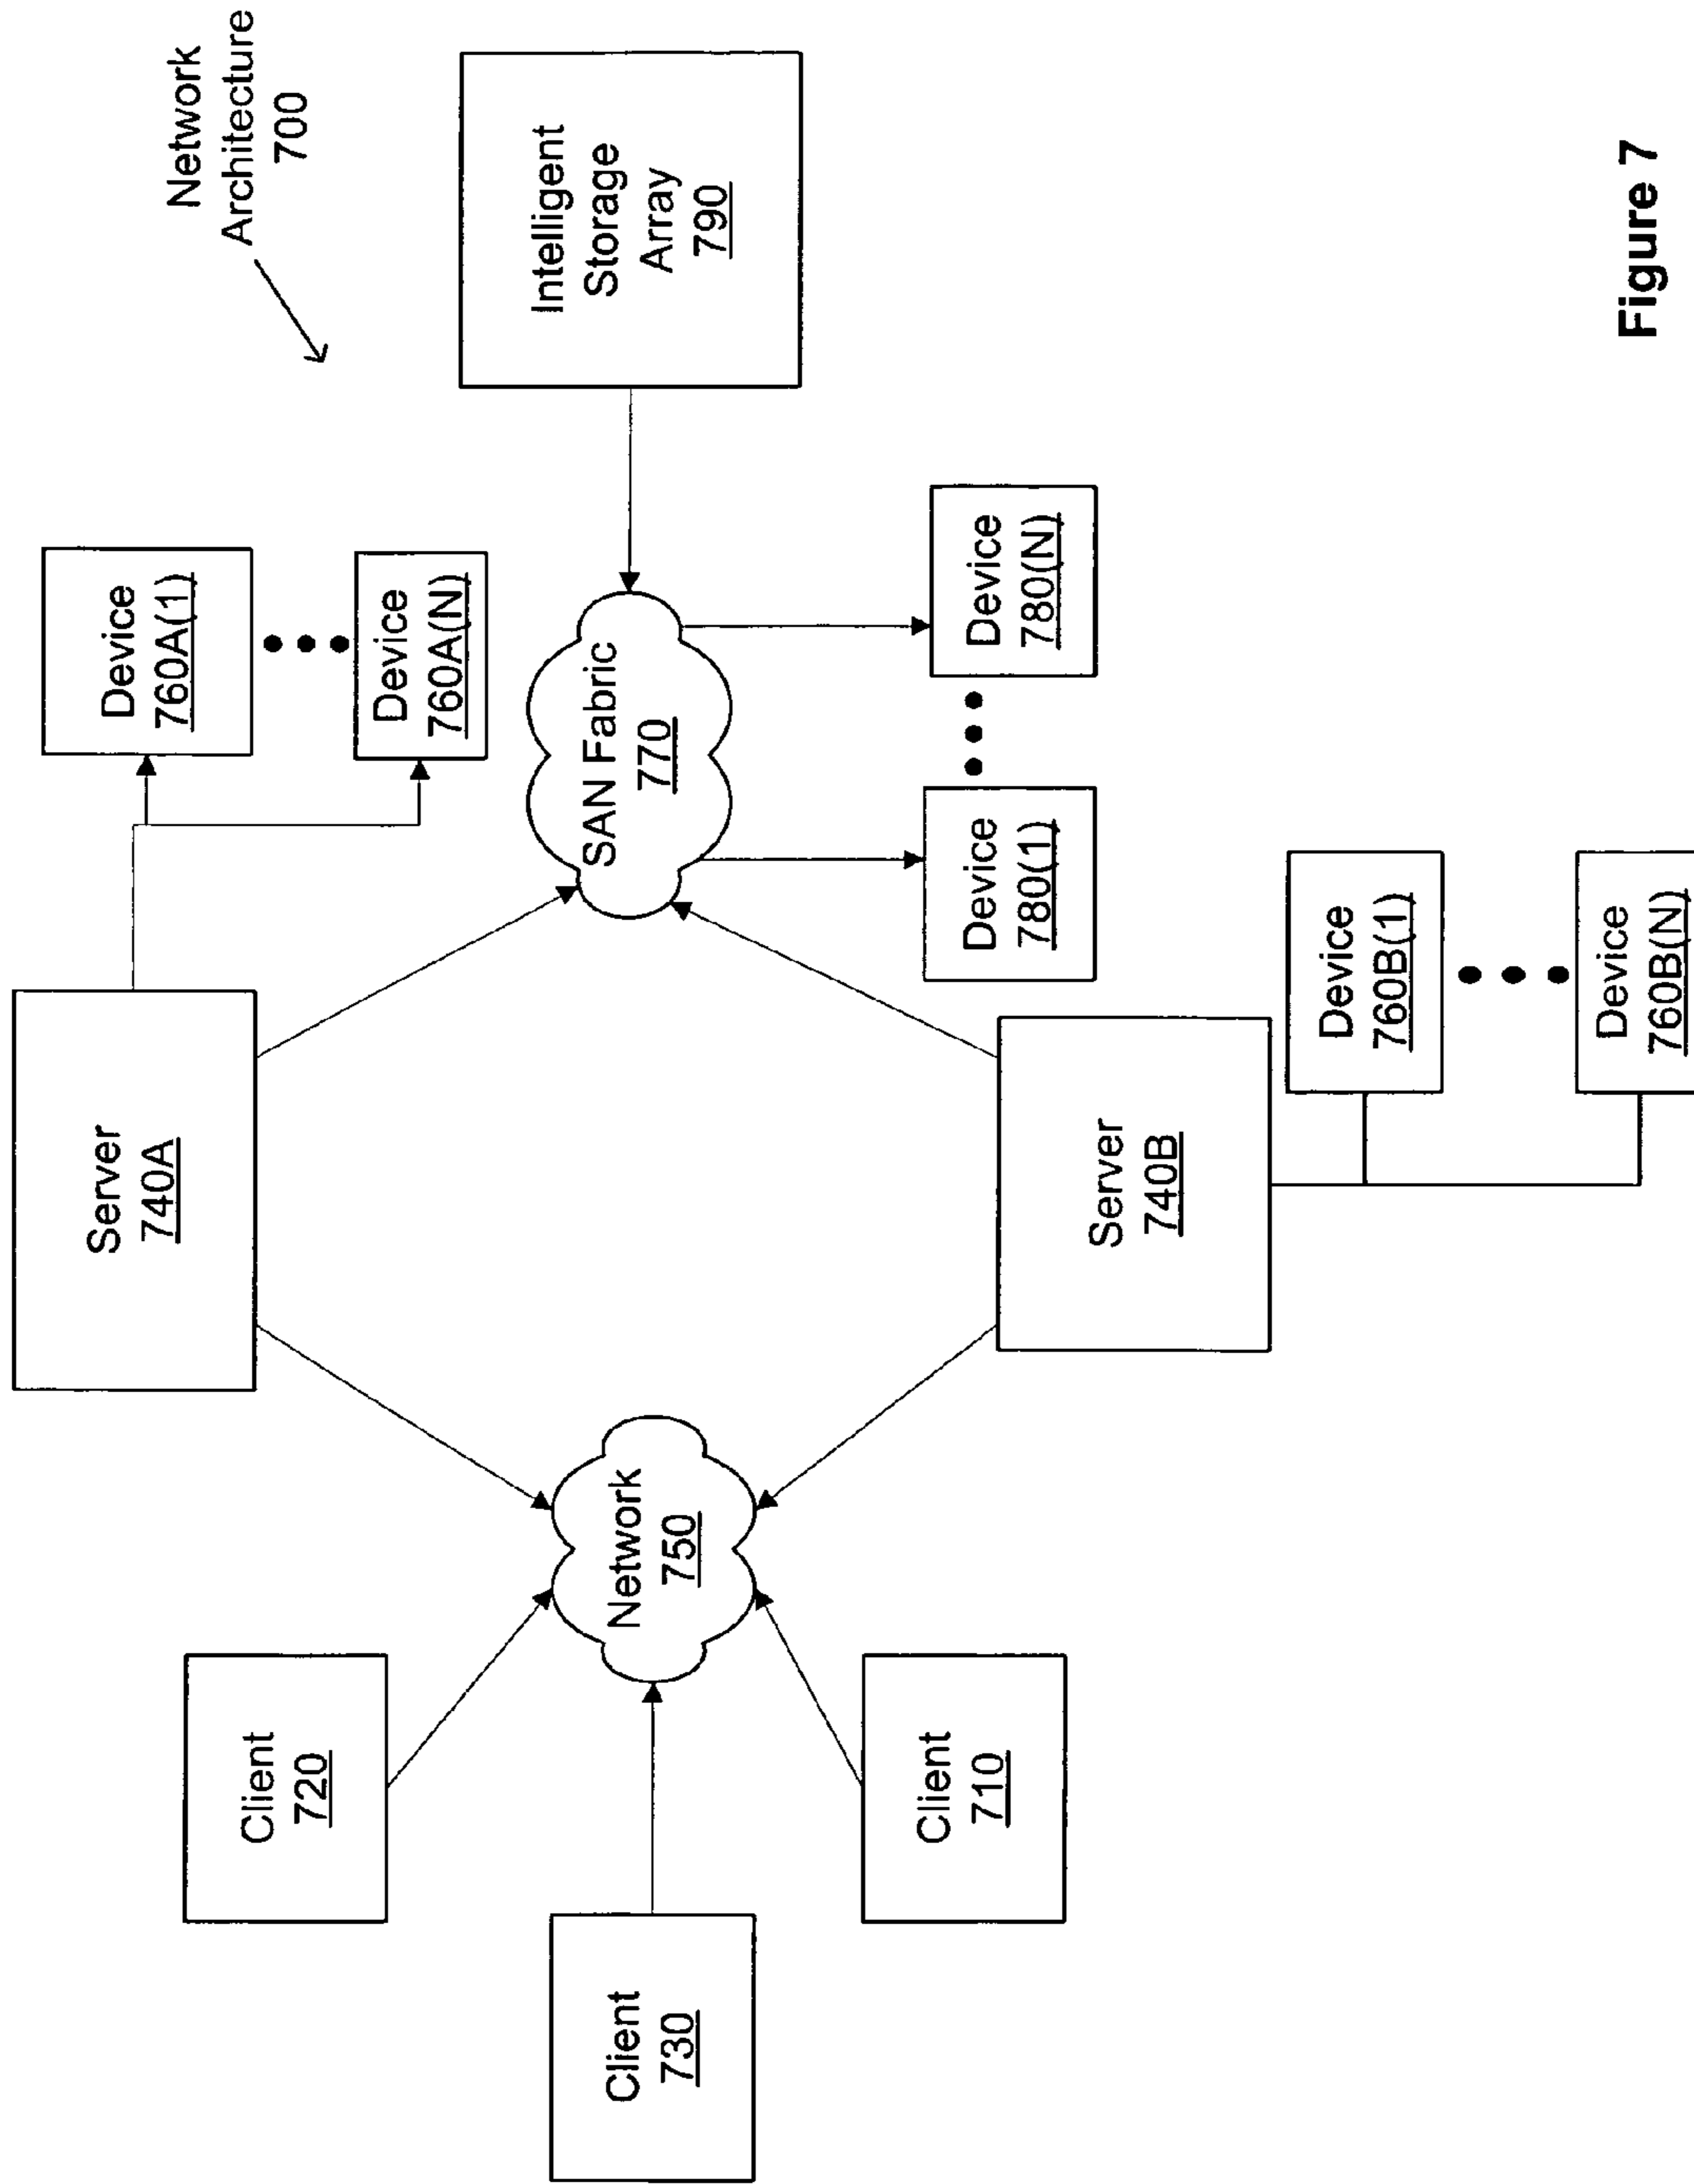 Network
Architecture
700
Client
720
Client
730
Client
710
Network
750
Server
740A
Server
740B
Device
760A(1)
Device
760A(N)
SAN Fabric
770
Intelligent
Storage
Array
790
Device
780(1)
Device
780(N)
Device
760B(1)
Device
760B(N)
Figure 7